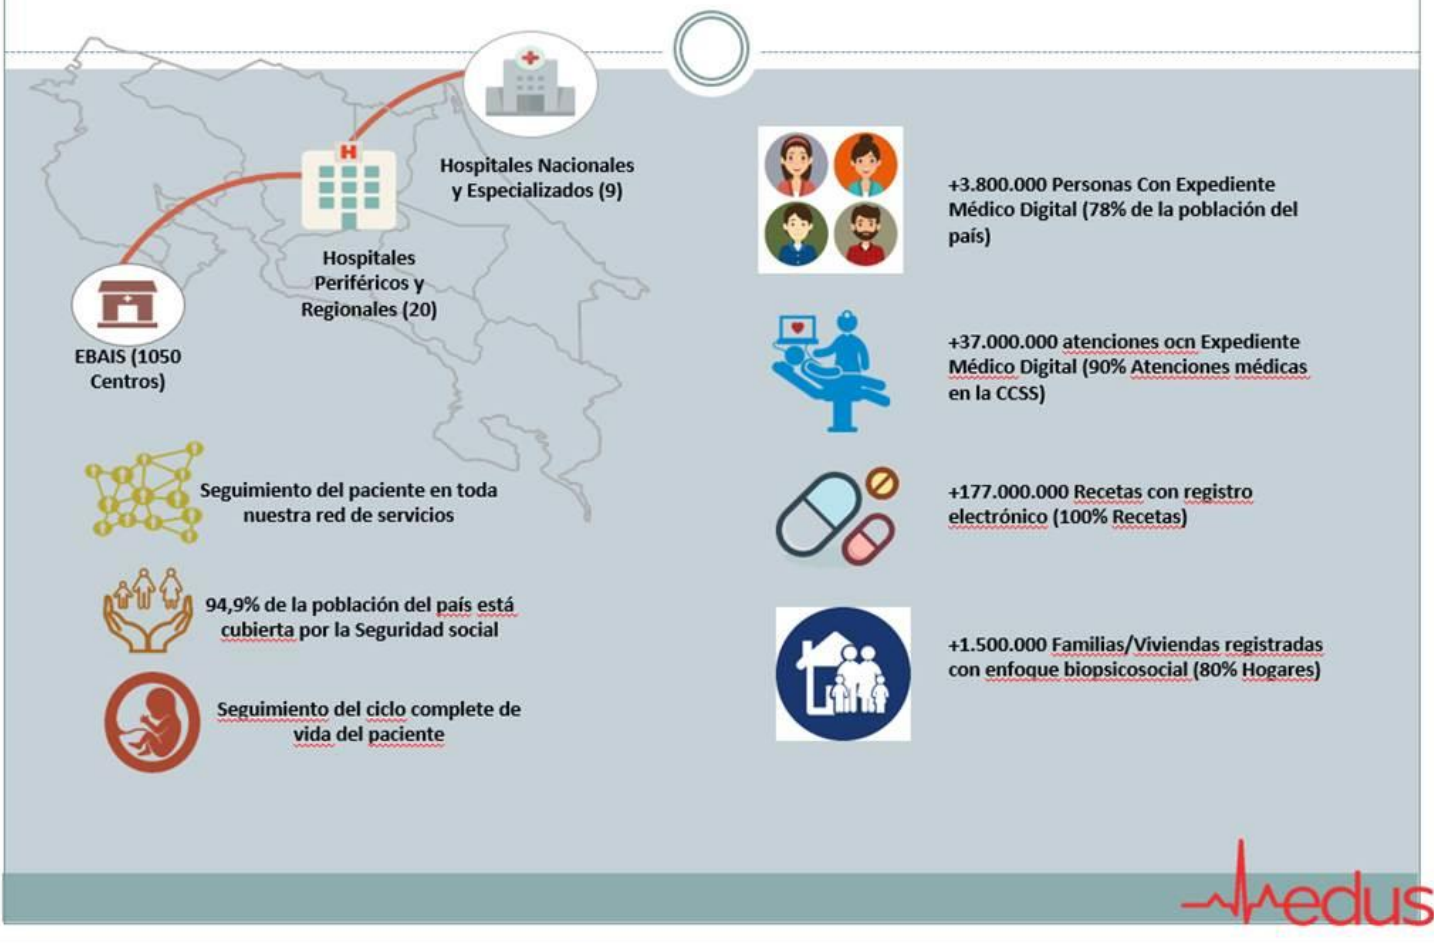 Hospitales Nacionales
y Especializados (9)
H
Hospitales
Periféricos y
Regionales (20)
EBAIS (1050
Centros)
Seguimiento del paciente en toda
nuestra red de servicios
94,9% de la población del país está
cubierta por la Seguridad social
Seguimiento del ciclo complete de
vida del paciente
+3.800.000 Personas Con Expediente
Médico Digital (78% de la población del
país)
+37.000.000 atenciones ocn Expediente
Médico Digital (90% Atenciones médicas
en la CCSS)
+177.000.000 Recetas con registro
electrónico (100% Recetas)
+1.500.000 Familias/Viviendas registradas
con enfoque biopsicosocial (80% Hogares)
edus